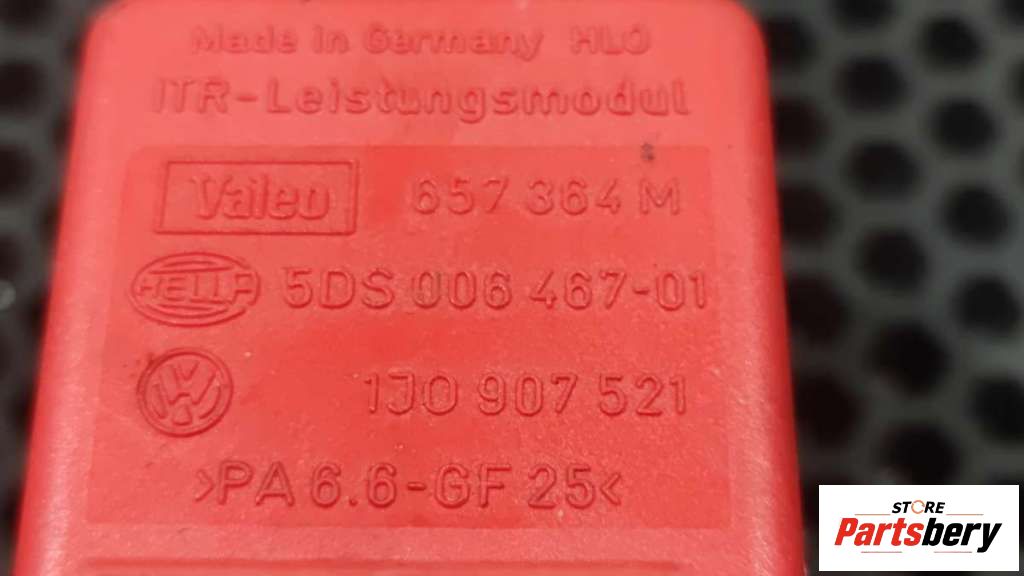 Made in Germany HLO
ITR-Leistungsmodul
Valeo 657 364 M
HELLA 5DS 006 467-01
VW 1J0 907 521
>PA 6.6-GF 25<
STORE
Partsbery